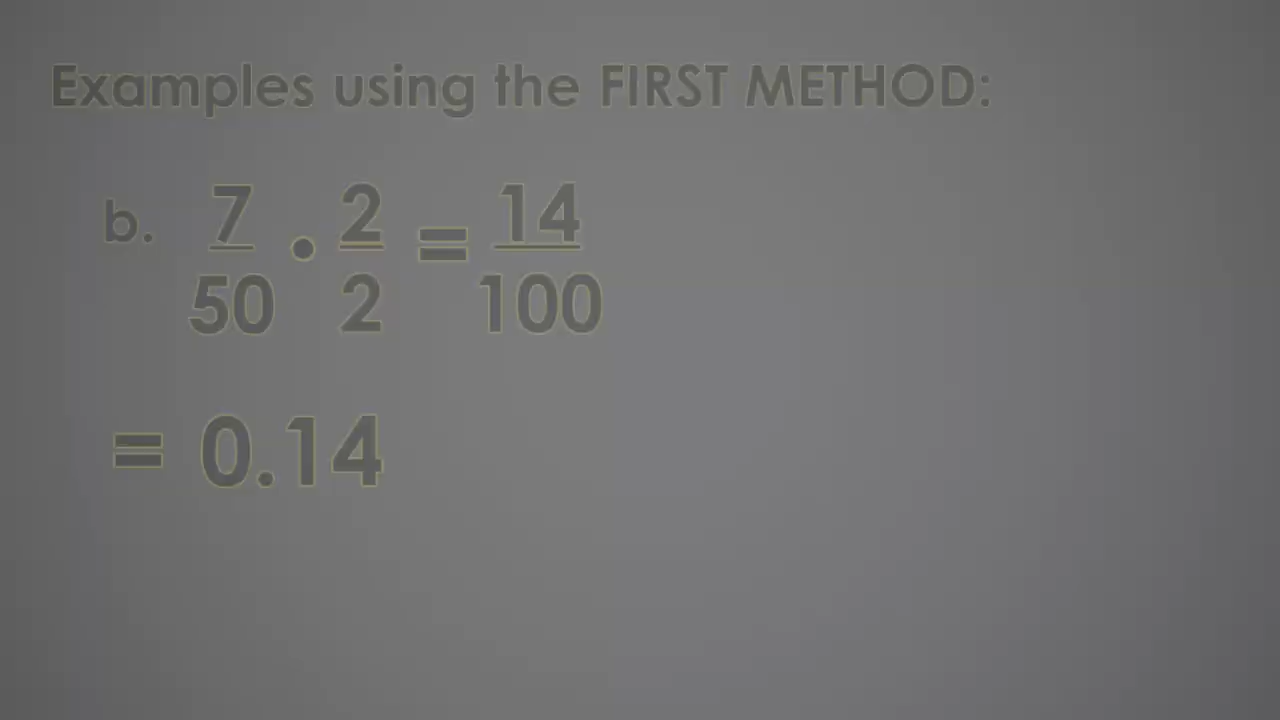 Examples using the FIRST METHOD:
b. 7/50 · 2/2 = 14/100
= 0.14